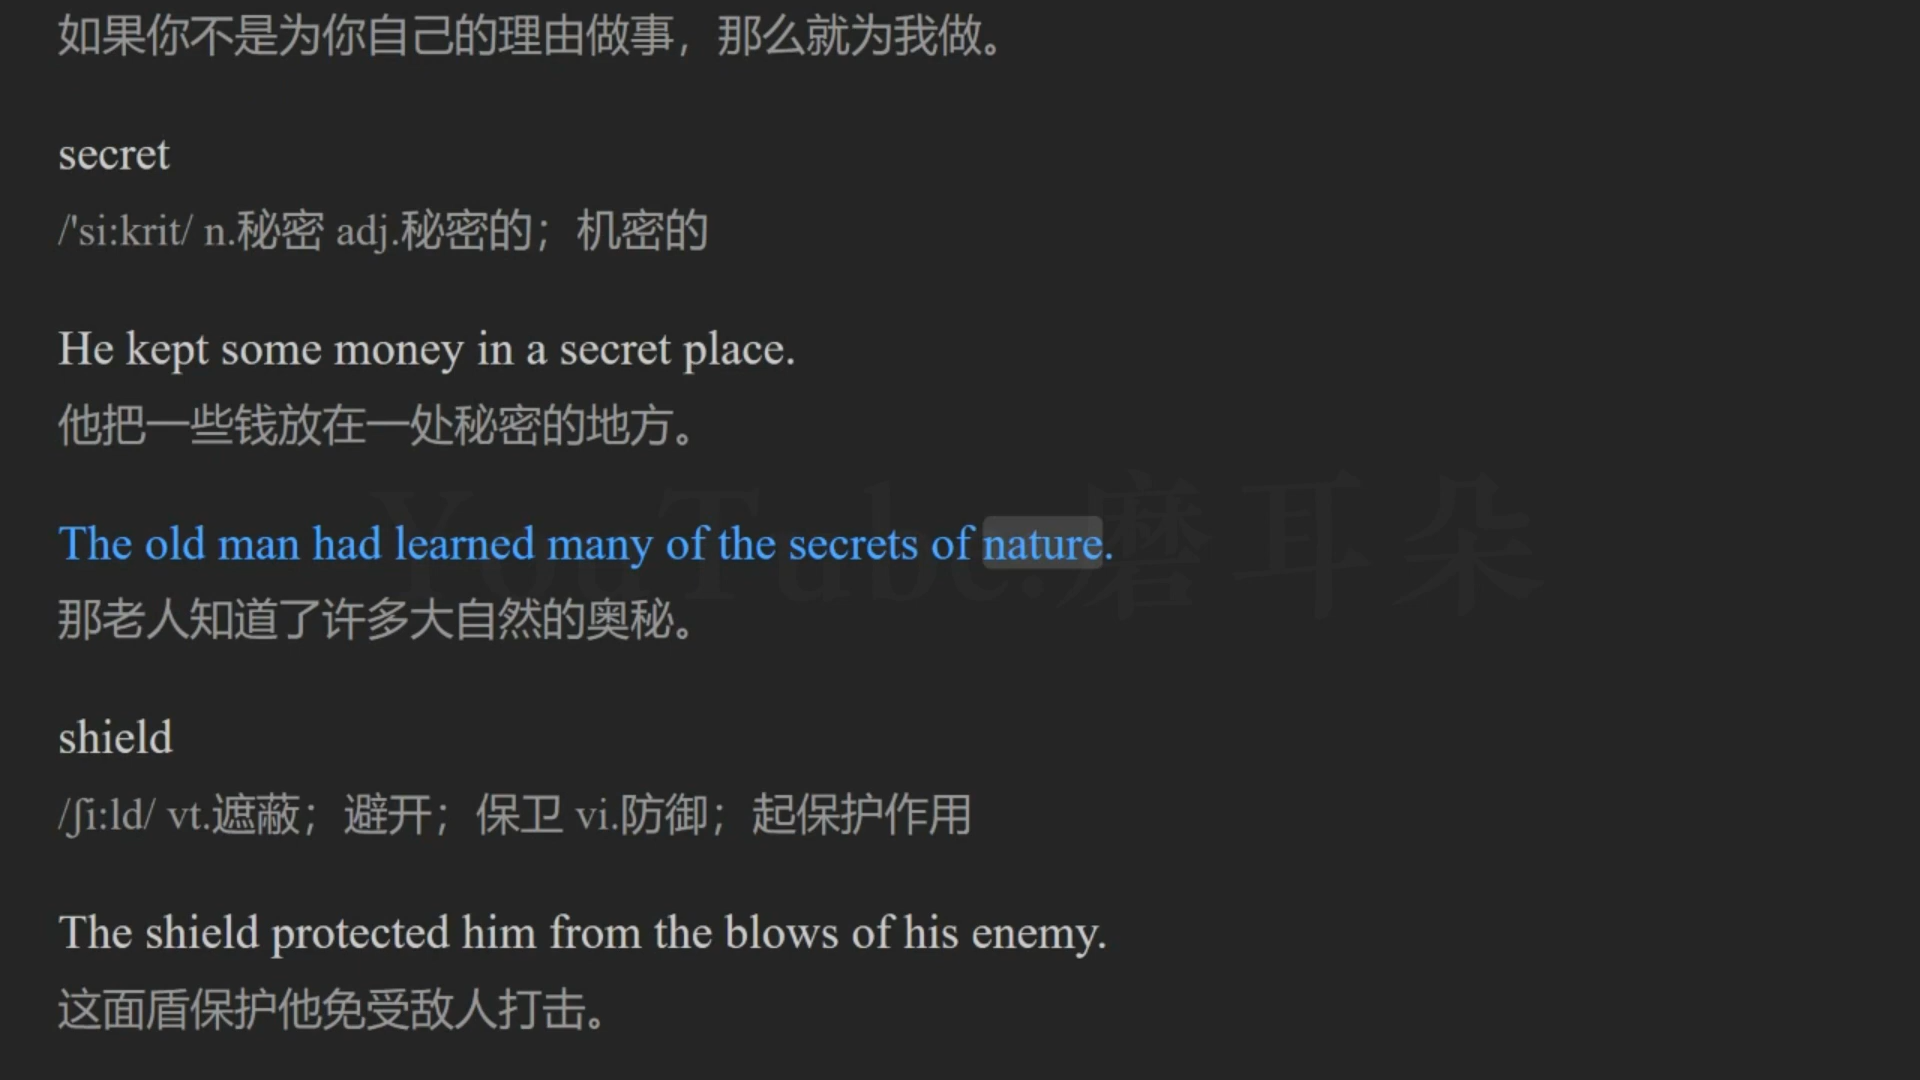 如果你不是为你自己的理由做事，那么就为我做。
secret
/'si:krit/ n.秘密 adj.秘密的；机密的
He kept some money in a secret place.
他把一些钱放在一处秘密的地方。
YouTube.磨耳朵
The old man had learned many of the secrets of nature.
那老人知道了许多大自然的奥秘。
shield
/ʃi:ld/ vt.遮蔽；避开；保卫 vi.防御；起保护作用
The shield protected him from the blows of his enemy.
这面盾保护他免受敌人打击。